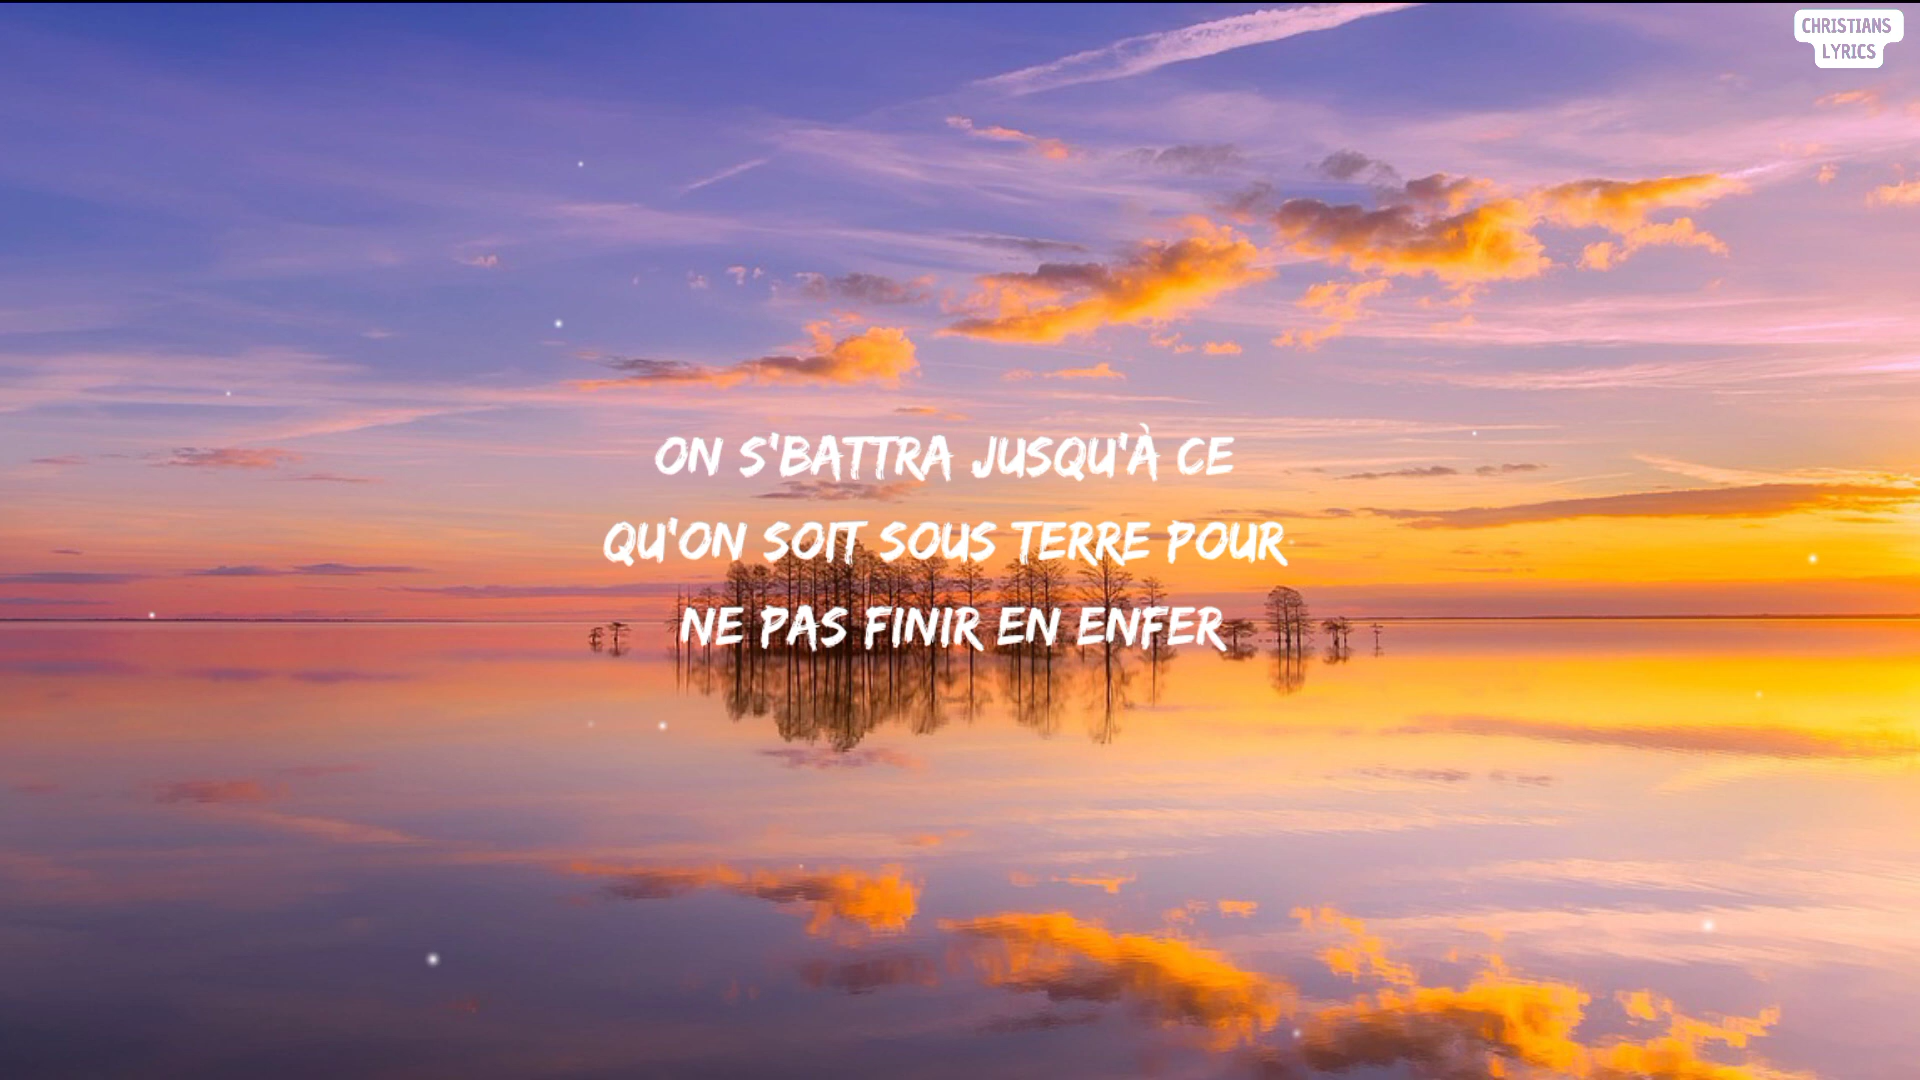 CHRISTIANS
LYRICS
ON S'BATTRA JUSQU'À CE
QU'ON SOIT SOUS TERRE POUR
NE PAS FINIR EN ENFER